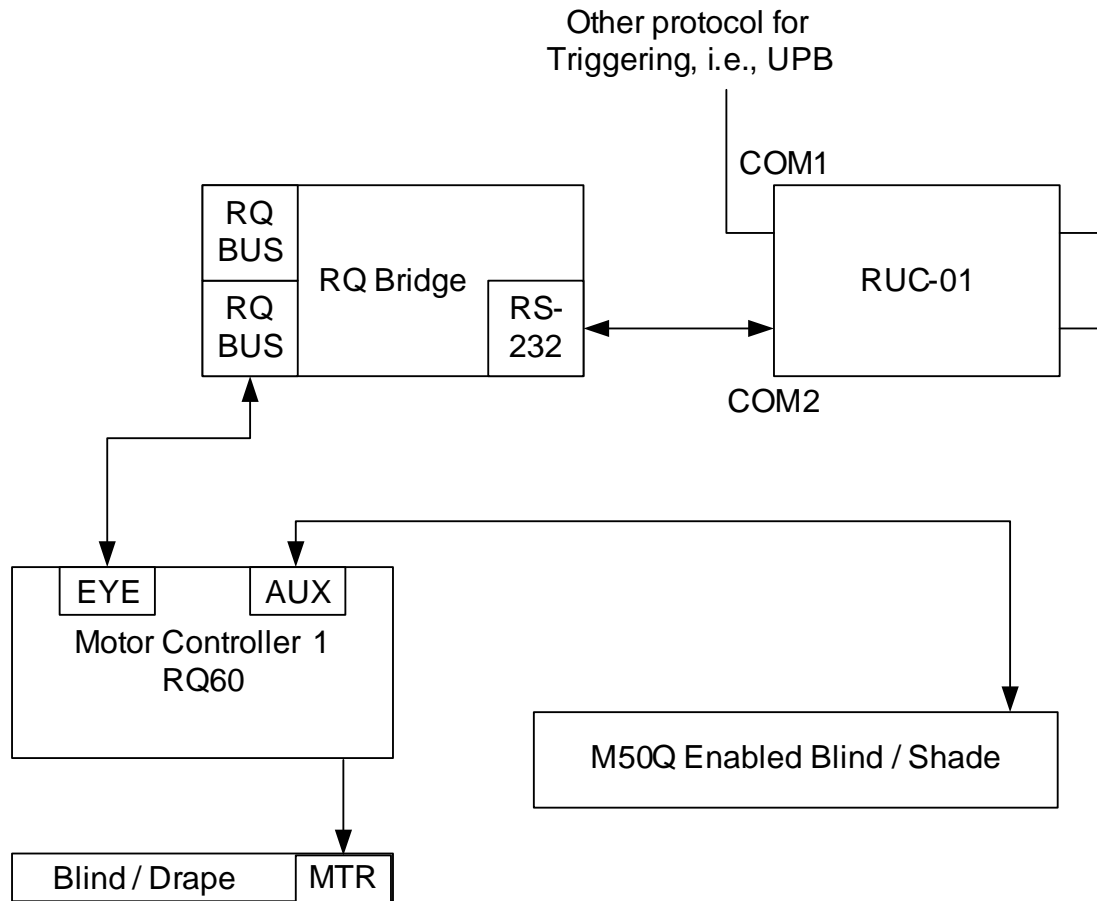 Other protocol for
Triggering, i.e., UPB
COM1
RQ
BUS
RQ Bridge
RUC-01
RQ
BUS
RS-
232
COM2
EYE
AUX
Motor Controller 1
RQ60
M50Q Enabled Blind / Shade
Blind / Drape
MTR